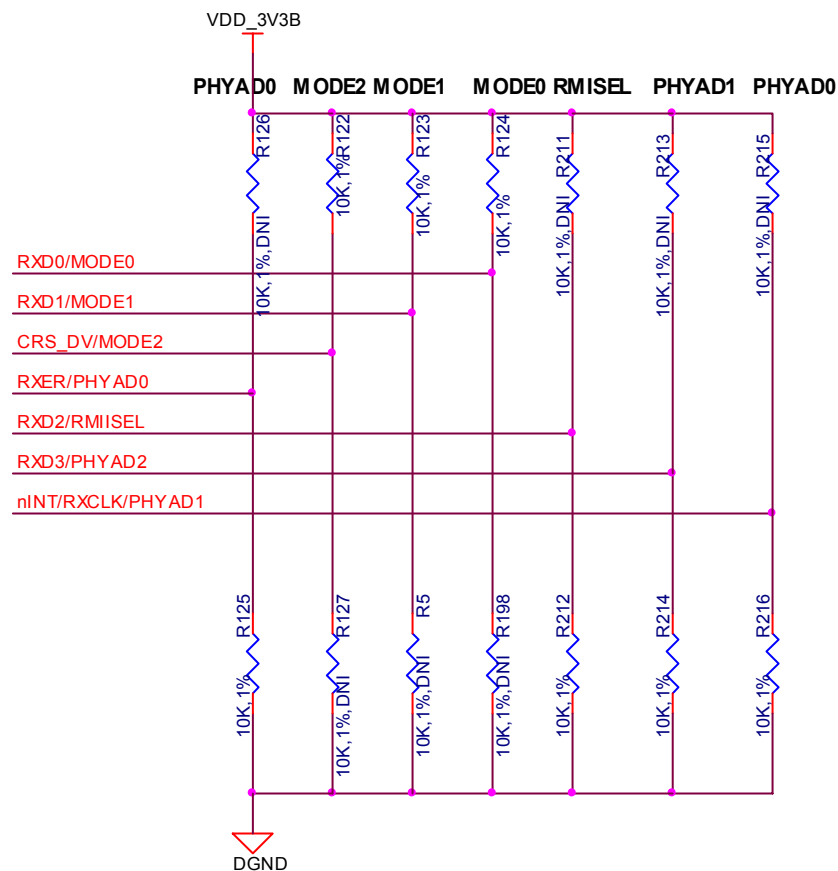 VDD_3V3B
PHYAD0 MODE2 MODE1 MODE0 RMISEL PHYAD1 PHYAD0
R126 R122 R123 R124 R211 R213 R215
10K,1%,DNI 10K,1% 10K,1% 10K,1% 10K,1%,DNI 10K,1%,DNI 10K,1%,DNI
RXD0/MODE0
RXD1/MODE1
CRS_DV/MODE2
RXER/PHYAD0
RXD2/RMIISEL
RXD3/PHYAD2
nINT/RXCLK/PHYAD1
R125 R127 R5 R198 R212 R214 R216
10K,1% 10K,1%,DNI 10K,1%,DNI 10K,1%,DNI 10K,1% 10K,1% 10K,1%
DGND